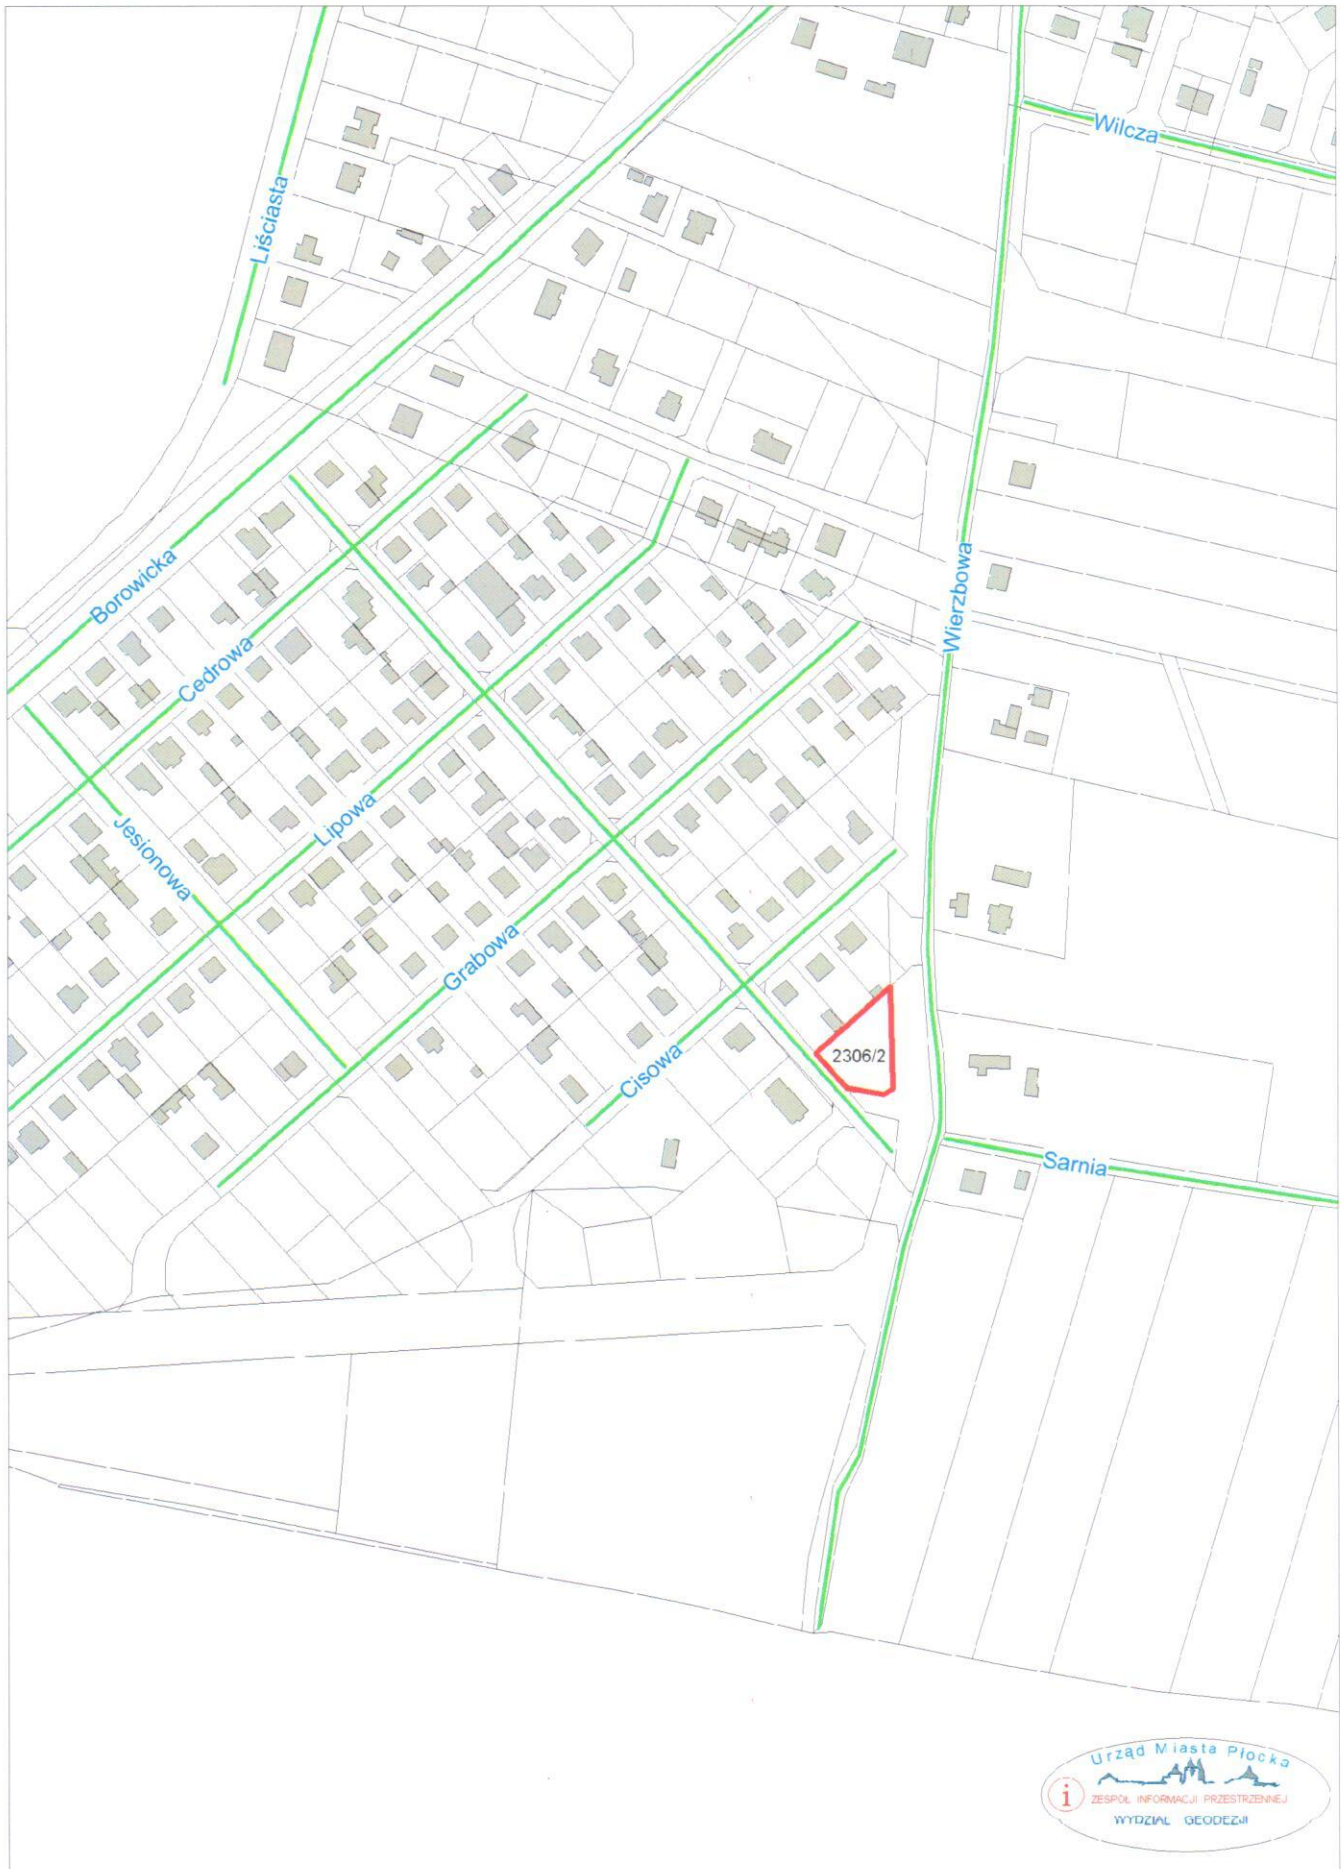 Wilcza
Liściasta
Borowicka
Wierzbowa
Cedrowa
Lipowa
Jesionowa
Grabowa
Cisowa
2306/2
Sarnia
Urząd Miasta Płocka
i
ZESPÓŁ INFORMACJI PRZESTRZENNEJ
WYDZIAŁ GEODEZJI